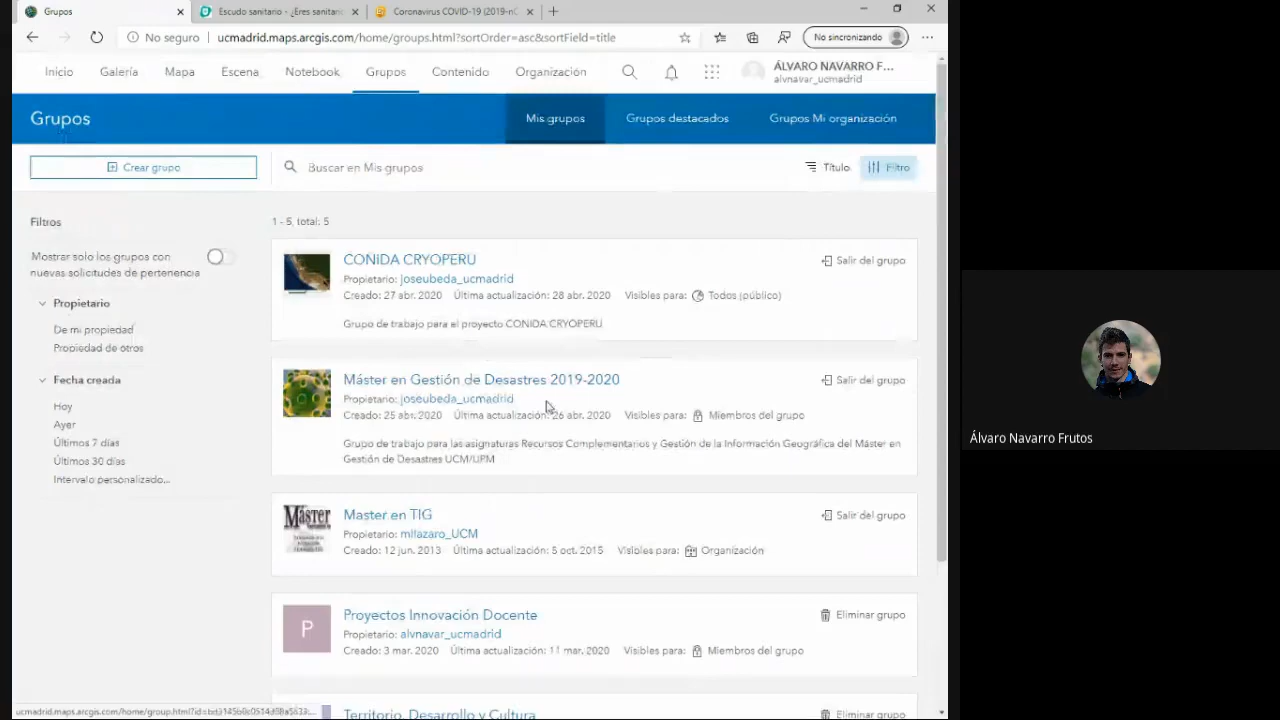 Grupos
Escudo sanitario - ¿Eres sanitari
Coronavirus COVID-19 (2019-nC
No seguro
ucmadrid.maps.arcgis.com/home/groups.html?sortOrder=asc&sortField=title
No sincronizando
Inicio
Galería
Mapa
Escena
Notebook
Grupos
Contenido
Organización
ÁLVARO NAVARRO F...
alvnavar_ucmadrid
Grupos
Mis grupos
Grupos destacados
Grupos Mi organización
Crear grupo
Buscar en Mis grupos
Título
Filtro
Filtros
1 - 5, total: 5
Mostrar solo los grupos con
nuevas solicitudes de pertenencia
Propietario
De mi propiedad
Propiedad de otros
Fecha creada
Hoy
Ayer
Últimos 7 días
Últimos 30 días
Intervalo personalizado...
CONIDA CRYOPERU
Salir del grupo
Propietario: joseubeda_ucmadrid
Creado: 27 abr. 2020 Última actualización: 28 abr. 2020 Visibles para: Todos (público)
Grupo de trabajo para el proyecto CONIDA CRYOPERU
Máster en Gestión de Desastres 2019-2020
Salir del grupo
Propietario: joseubeda_ucmadrid
Creado: 25 abr. 2020 Última actualización: 26 abr. 2020 Visibles para: Miembros del grupo
Grupo de trabajo para las asignaturas Recursos Complementarios y Gestión de la Información Geográfica del Máster en
Gestión de Desastres UCM/UPM
Máster
Master en TIG
Salir del grupo
Propietario: mlfazaro_UCM
Creado: 12 jun. 2013 Última actualización: 5 oct. 2015 Visibles para: Organización
P
Proyectos Innovación Docente
Eliminar grupo
Propietario: alvnavar_ucmadrid
Creado: 3 mar. 2020 Última actualización: 11 mar. 2020 Visibles para: Miembros del grupo
Territorio, Desarrollo y Cultura
Eliminar grupo
Álvaro Navarro Frutos